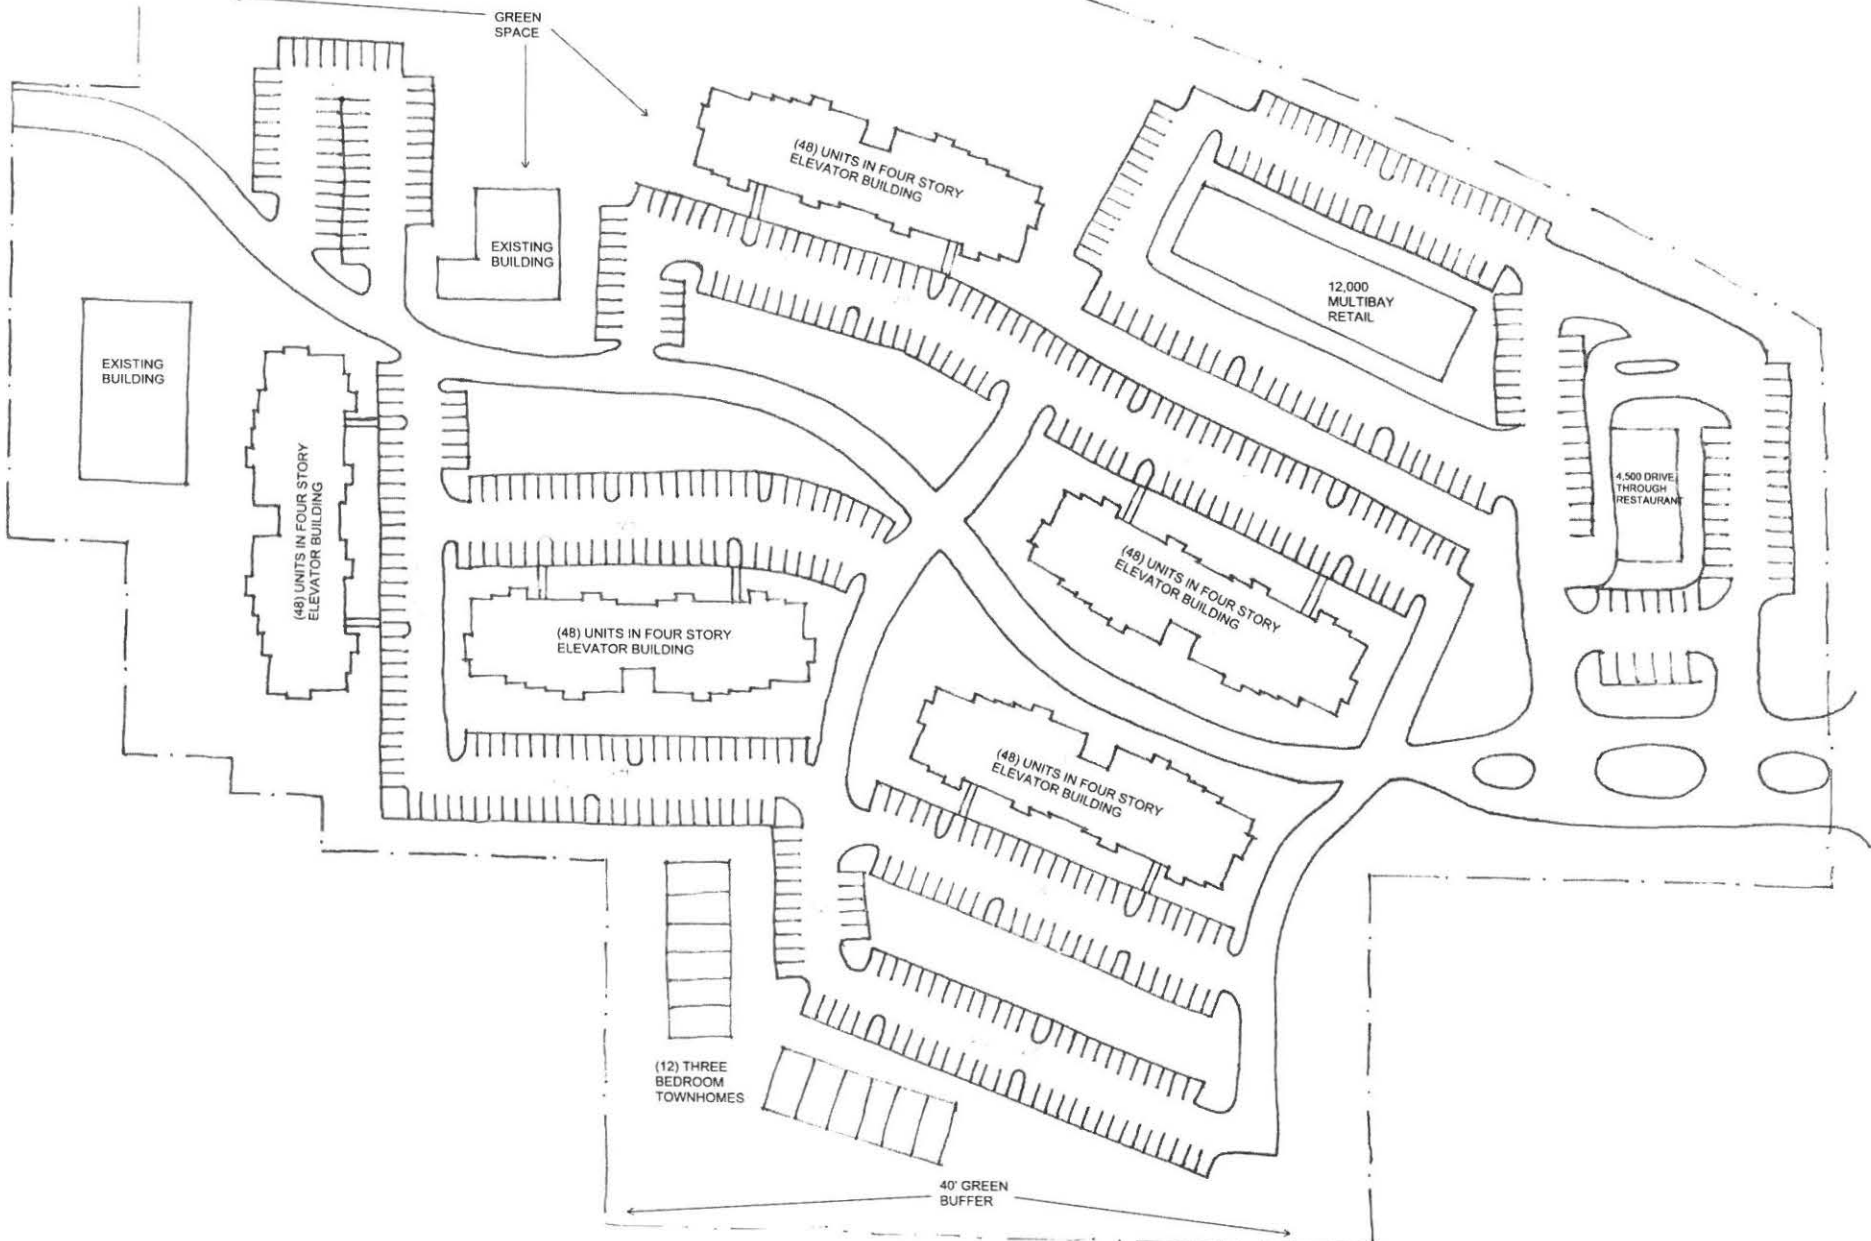 GREEN
SPACE
(48) UNITS IN FOUR STORY
ELEVATOR BUILDING
EXISTING
BUILDING
12,000
MULTIBAY
RETAIL
EXISTING
BUILDING
(48) UNITS IN FOUR STORY
ELEVATOR BUILDING
4,500 DRIVE
THROUGH
RESTAURANT
(48) UNITS IN FOUR STORY
ELEVATOR BUILDING
(48) UNITS IN FOUR STORY
ELEVATOR BUILDING
(48) UNITS IN FOUR STORY
ELEVATOR BUILDING
(12) THREE
BEDROOM
TOWNHOMES
40' GREEN
BUFFER